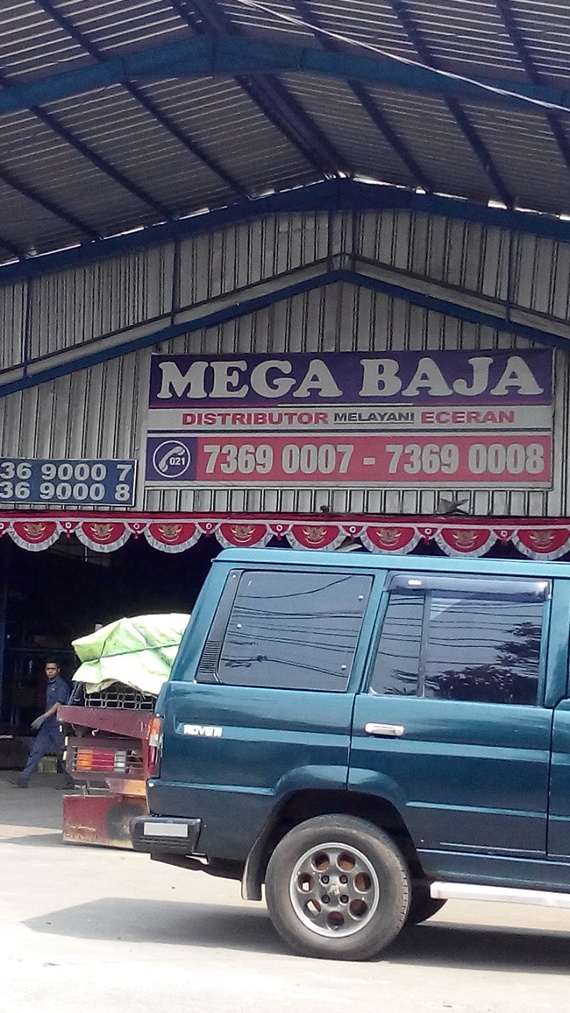 MEGA BAJA
DISTRIBUTOR MELAYANI ECERAN
021 7369 0007 - 7369 0008
36 9000 7
36 9000 8
ROVER